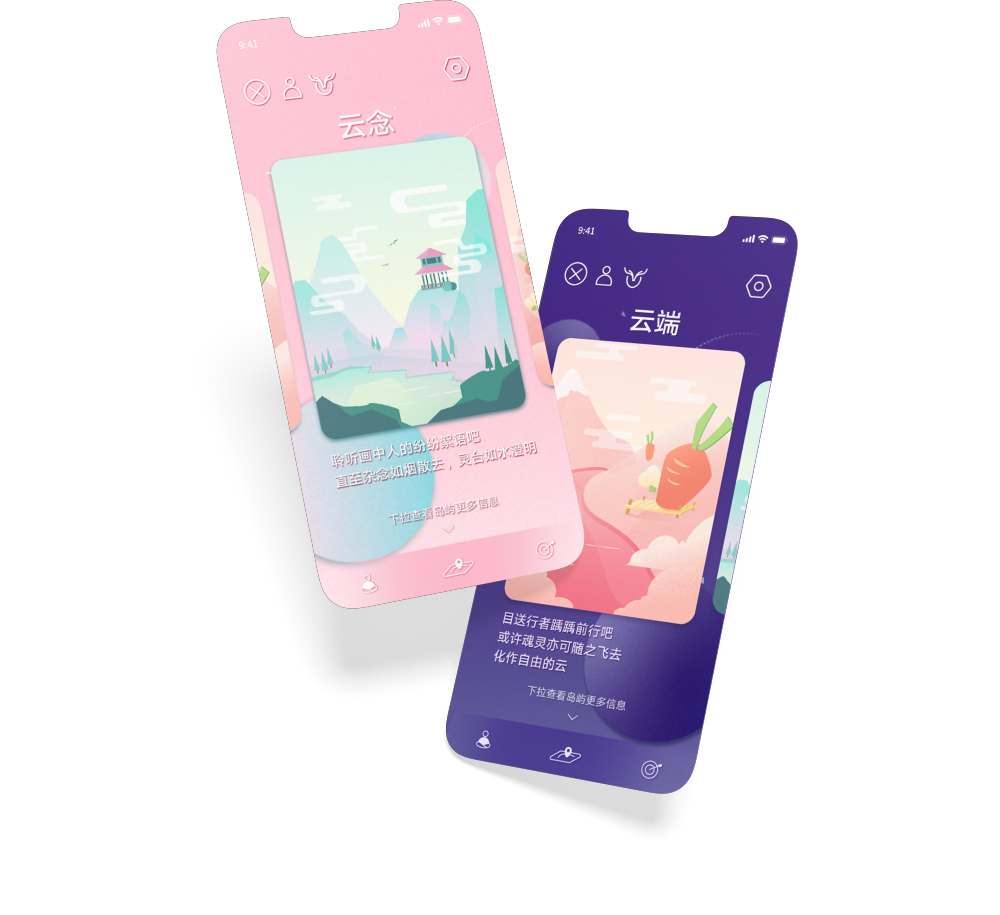 9:41
云念
聆听画中人的纷纷絮语吧
直至杂念如烟散去，灵台如水澄明
下拉查看岛屿更多信息
9:41
云端
目送行者踽踽前行吧
或许魂灵亦可随之飞去
化作自由的云
下拉查看岛屿更多信息